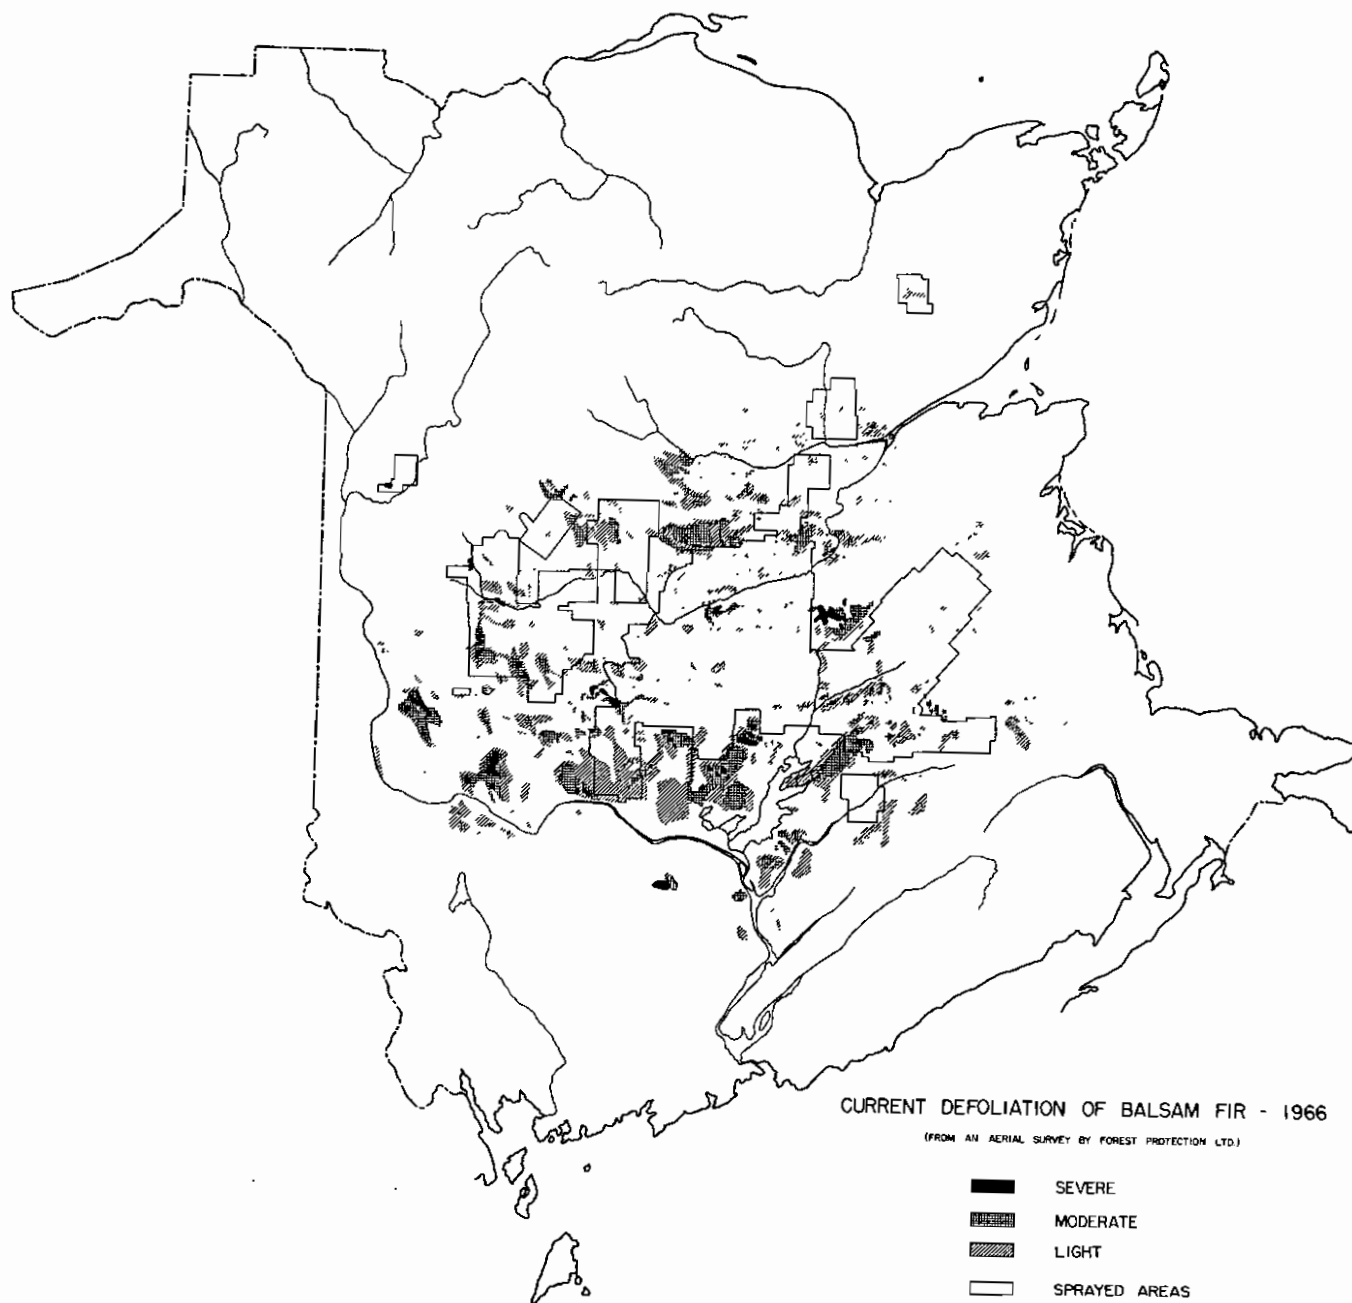 CURRENT DEFOLIATION OF BALSAM FIR - 1966
(FROM AN AERIAL SURVEY BY FOREST PROTECTION LTD.)
SEVERE
MODERATE
LIGHT
SPRAYED AREAS